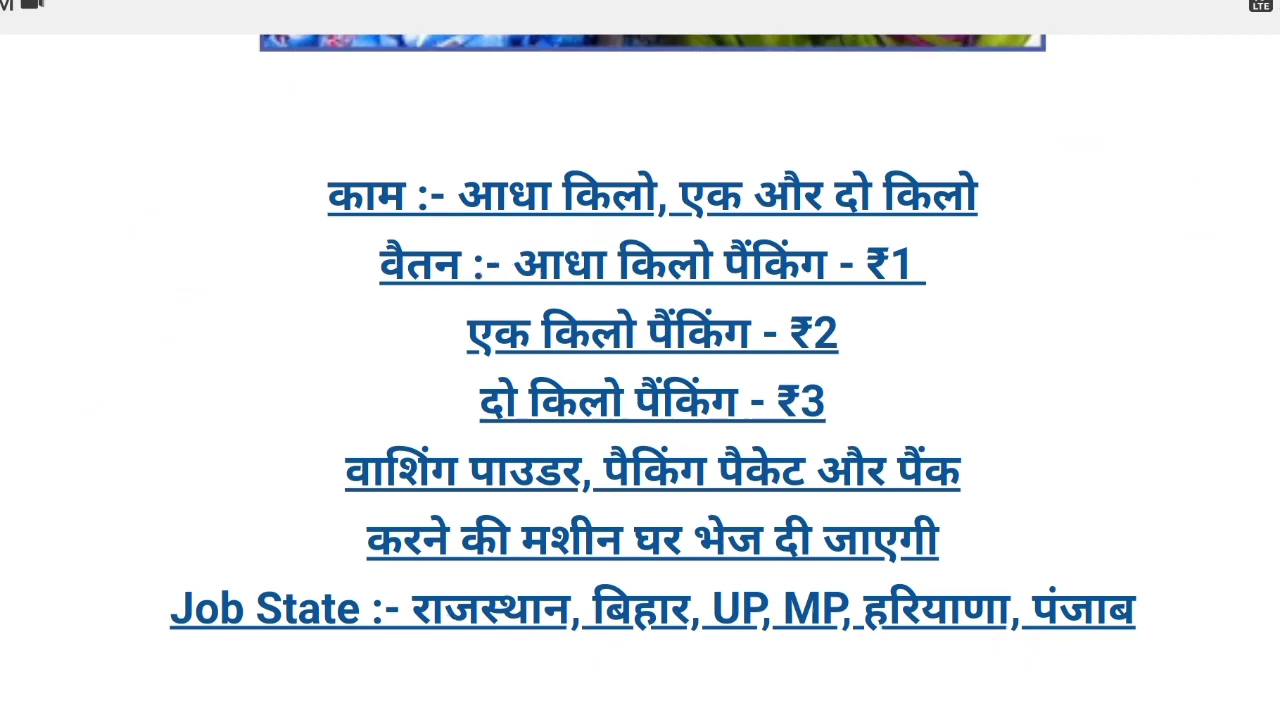 LTE
काम :- आधा किलो, एक और दो किलो
वैतन :- आधा किलो पैंकिंग - ₹1
एक किलो पैंकिंग - ₹2
दो किलो पैंकिंग - ₹3
वाशिंग पाउडर, पैकिंग पैकेट और पैंक
करने की मशीन घर भेज दी जाएगी
Job State :- राजस्थान, बिहार, UP, MP, हरियाणा, पंजाब